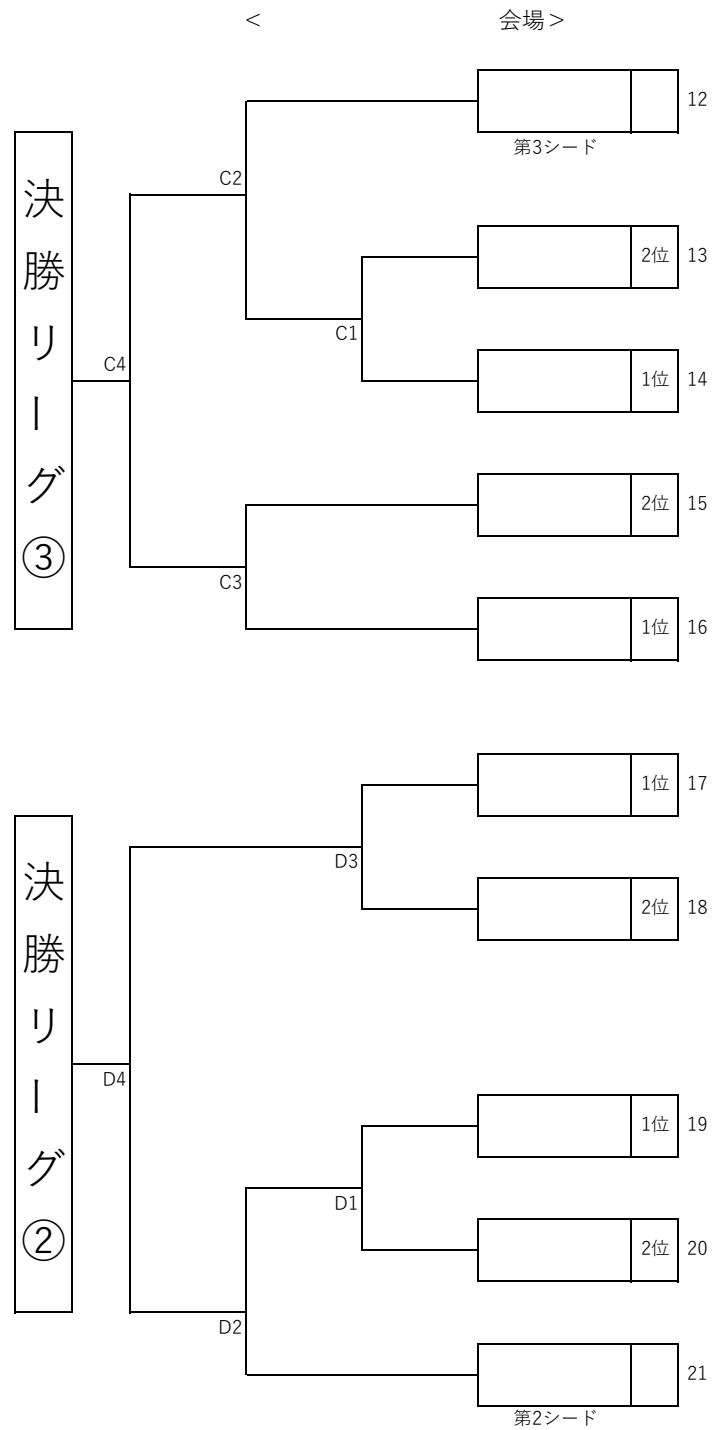 ＜　　　　　　　　　　　会場＞
12
第3シード
C2
2位 13
C1
1位 14
C4
決勝リーグ③
2位 15
C3
1位 16
1位 17
D3
2位 18
決勝リーグ②
D4
1位 19
D1
2位 20
D2
21
第2シード